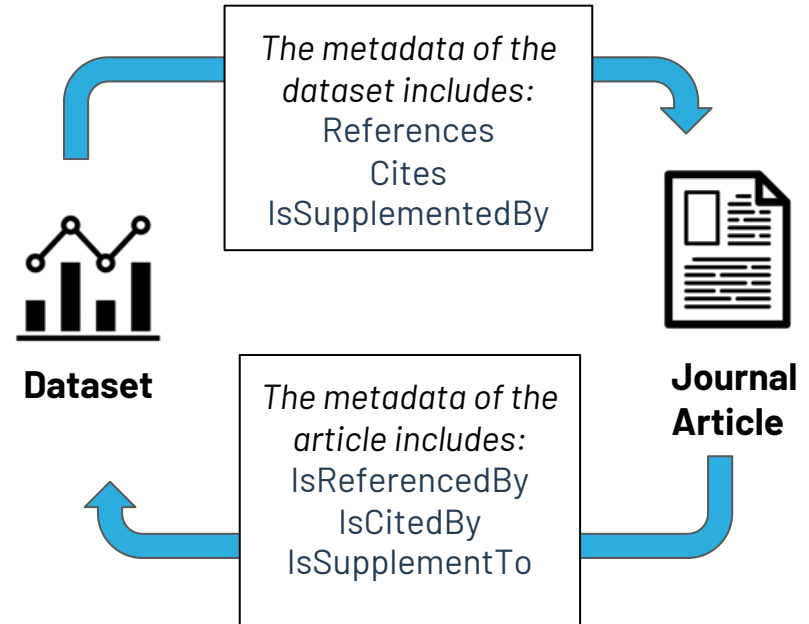 The metadata of the
dataset includes:
References
Cites
IsSupplementedBy
Dataset
Journal
Article
The metadata of the
article includes:
IsReferencedBy
IsCitedBy
IsSupplementTo